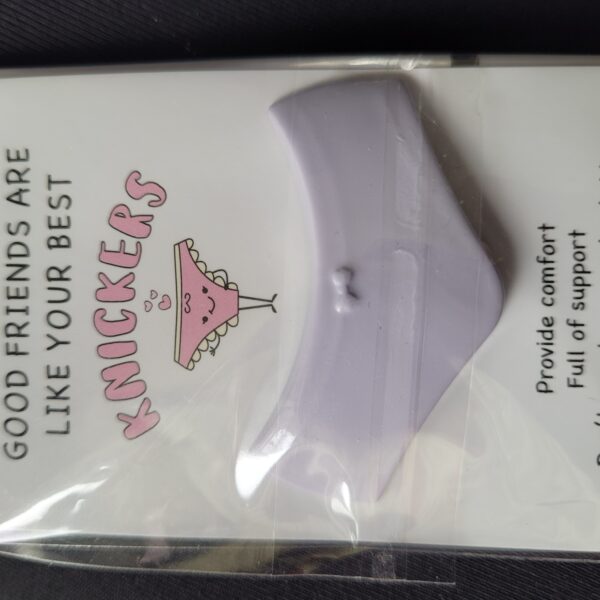 GOOD FRIENDS ARE
LIKE YOUR BEST
KNICKERS
Provide comfort
Full of support